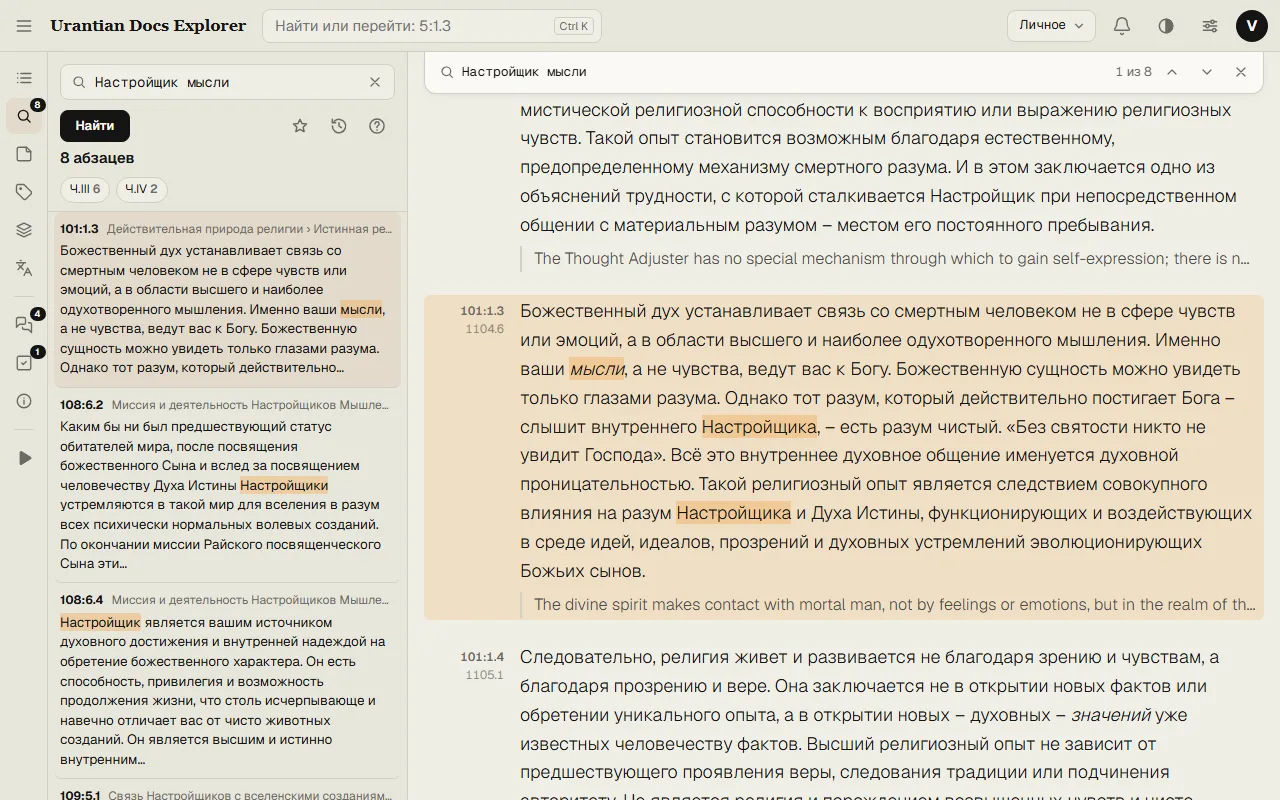 Urantian Docs Explorer
Найти или перейти: 5:1.3
Ctrl K
Личное
V
8
4
1
Настройщик мысли
Найти
8 абзацев
Ч.III 6
Ч.IV 2
101:1.3 Действительная природа религии › Истинная ре…
Божественный дух устанавливает связь со
смертным человеком не в сфере чувств или
эмоций, а в области высшего и наиболее
одухотворенного мышления. Именно ваши мысли,
а не чувства, ведут вас к Богу. Божественную
сущность можно увидеть только глазами разума.
Однако тот разум, который действительно…
108:6.2 Миссия и деятельность Настройщиков Мышле…
Каким бы ни был предшествующий статус
обитателей мира, после посвящения
божественного Сына и вслед за посвящением
человечеству Духа Истины Настройщики
устремляются в такой мир для вселения в разум
всех психически нормальных волевых созданий.
По окончании миссии Райского посвященческого
Сына эти…
108:6.4 Миссия и деятельность Настройщиков Мышле…
Настройщик является вашим источником
духовного достижения и внутренней надеждой на
обретение божественного характера. Он есть
способность, привилегия и возможность
продолжения жизни, что столь исчерпывающе и
навечно отличает вас от чисто животных
созданий. Он является высшим и истинно
внутренним…
109:5.1 Связь Настройщиков с вселенскими созданиям…
Настройщик мысли
1 из 8
мистической религиозной способности к восприятию или выражению религиозных
чувств. Такой опыт становится возможным благодаря естественному,
предопределенному механизму смертного разума. И в этом заключается одно из
объяснений трудности, с которой сталкивается Настройщик при непосредственном
общении с материальным разумом – местом его постоянного пребывания.
The Thought Adjuster has no special mechanism through which to gain self-expression; there is n…
101:1.3
1104.6
Божественный дух устанавливает связь со смертным человеком не в сфере чувств
или эмоций, а в области высшего и наиболее одухотворенного мышления. Именно
ваши мысли, а не чувства, ведут вас к Богу. Божественную сущность можно увидеть
только глазами разума. Однако тот разум, который действительно постигает Бога –
слышит внутреннего Настройщика, – есть разум чистый. «Без святости никто не
увидит Господа». Всё это внутреннее духовное общение именуется духовной
проницательностью. Такой религиозный опыт является следствием совокупного
влияния на разум Настройщика и Духа Истины, функционирующих и воздействующих
в среде идей, идеалов, прозрений и духовных устремлений эволюционирующих
Божьих сынов.
The divine spirit makes contact with mortal man, not by feelings or emotions, but in the realm of th…
101:1.4
1105.1
Следовательно, религия живет и развивается не благодаря зрению и чувствам, а
благодаря прозрению и вере. Она заключается не в открытии новых фактов или
обретении уникального опыта, а в открытии новых – духовных – значений уже
известных человечеству фактов. Высший религиозный опыт не зависит от
предшествующего проявления веры, следования традиции или подчинения